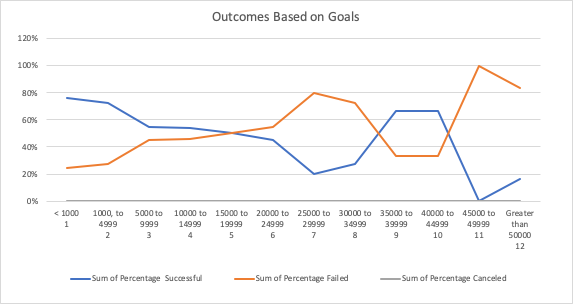 Outcomes Based on Goals
120%
100%
80%
60%
40%
20%
0%
< 1000
1
1000, to
4999
2
5000 to
9999
3
10000 to
14999
4
15000 to
19999
5
20000 to
24999
6
25000 to
29999
7
30000 to
34999
8
35000 to
39999
9
40000 to
44999
10
45000 to
49999
11
Greater
than
50000
12
Sum of Percentage Successful
Sum of Percentage Failed
Sum of Percentage Canceled